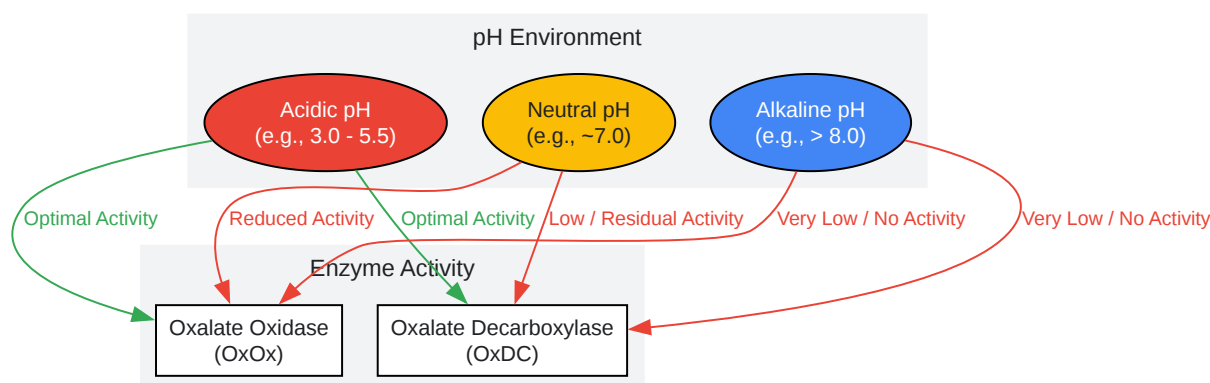 pH Environment
Acidic pH
(e.g., 3.0 - 5.5)
Neutral pH
(e.g., ~7.0)
Alkaline pH
(e.g., > 8.0)
Optimal Activity
Reduced Activity
Optimal Activity
Low / Residual Activity
Very Low / No Activity
Very Low / No Activity
Enzyme Activity
Oxalate Oxidase
(OxOx)
Oxalate Decarboxylase
(OxDC)